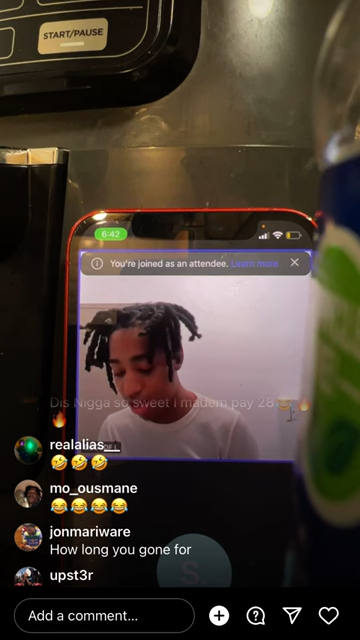 START/PAUSE
6:42
You're joined as an attendee. Learn more
Dis Nigga so sweet I madem pay 28
realalias__
🤣🤣🤣
mo_ousmane
😂😂😂😂
jonmariware
How long you gone for
upst3r
S
Add a comment...